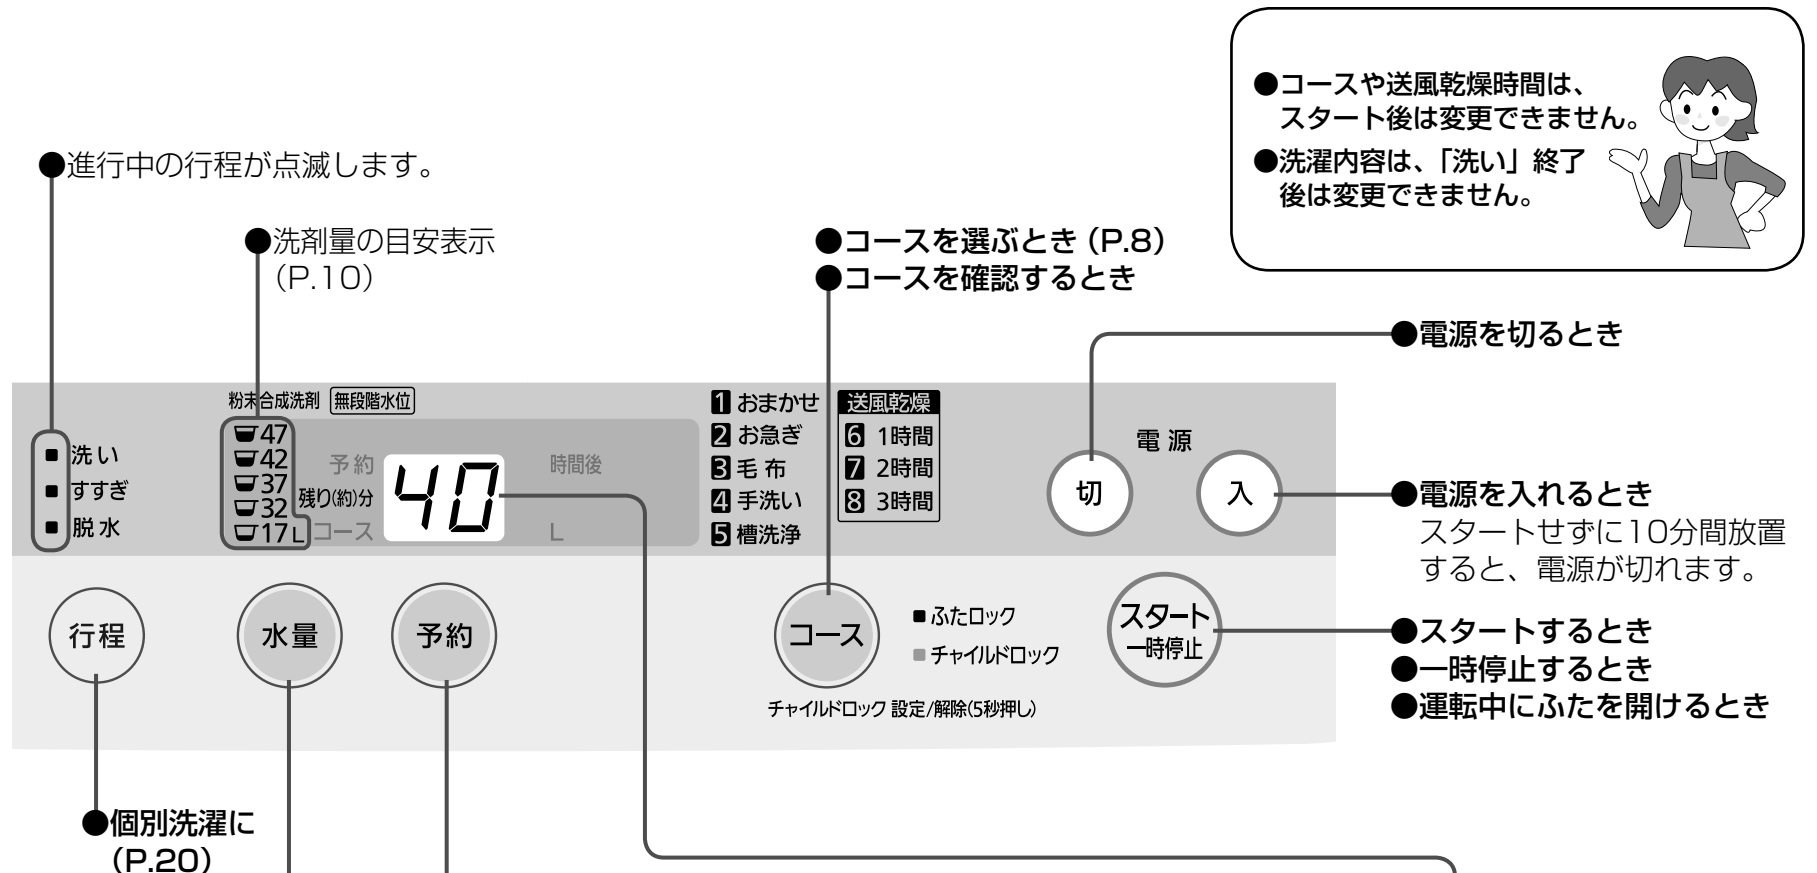 ●コースや送風乾燥時間は、
スタート後は変更できません。
●洗濯内容は、「洗い」終了
後は変更できません。
●進行中の行程が点滅します。
●洗剤量の目安表示
(P.10)
●コースを選ぶとき (P.8)
●コースを確認するとき
●電源を切るとき
粉末合成洗剤 無段階水位
47
42
37
32
17L
洗い
すすぎ
脱水
予約
残り(約)分
コース
40
時間後
L
1 おまかせ
2 お急ぎ
3 毛布
4 手洗い
5 槽洗浄
送風乾燥
6 1時間
7 2時間
8 3時間
電源
切
入
●電源を入れるとき
スタートせずに10分間放置
すると、電源が切れます。
行程
水量
予約
コース
ふたロック
チャイルドロック
チャイルドロック 設定/解除(5秒押し)
スタート
一時停止
●スタートするとき
●一時停止するとき
●運転中にふたを開けるとき
●個別洗濯に
(P.20)